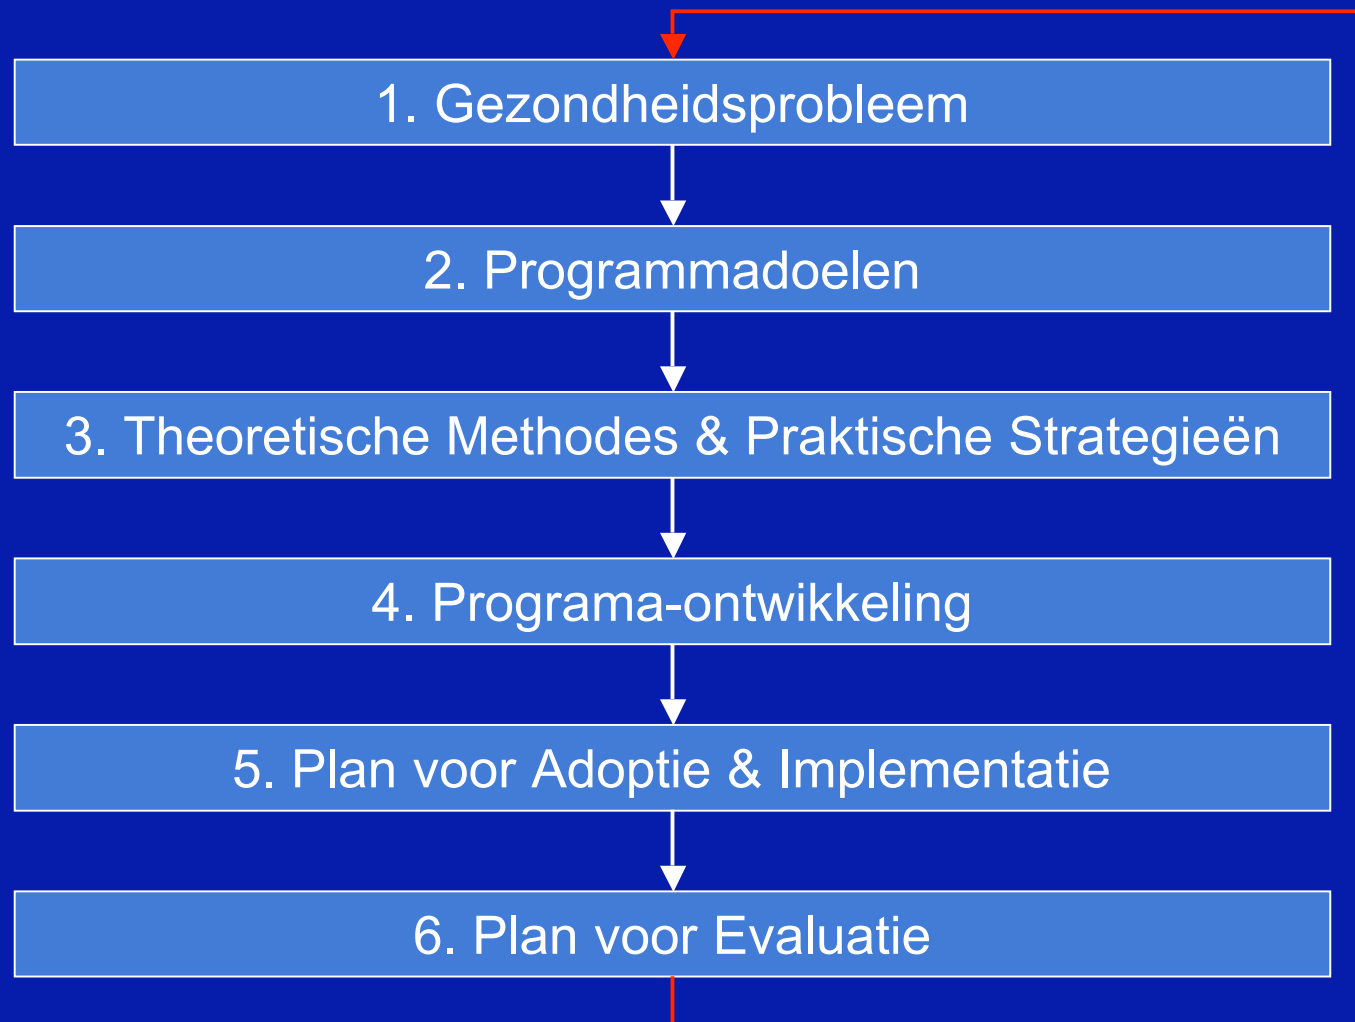 1. Gezondheidsprobleem
2. Programmadoelen
3. Theoretische Methodes & Praktische Strategieën
4. Programa-ontwikkeling
5. Plan voor Adoptie & Implementatie
6. Plan voor Evaluatie